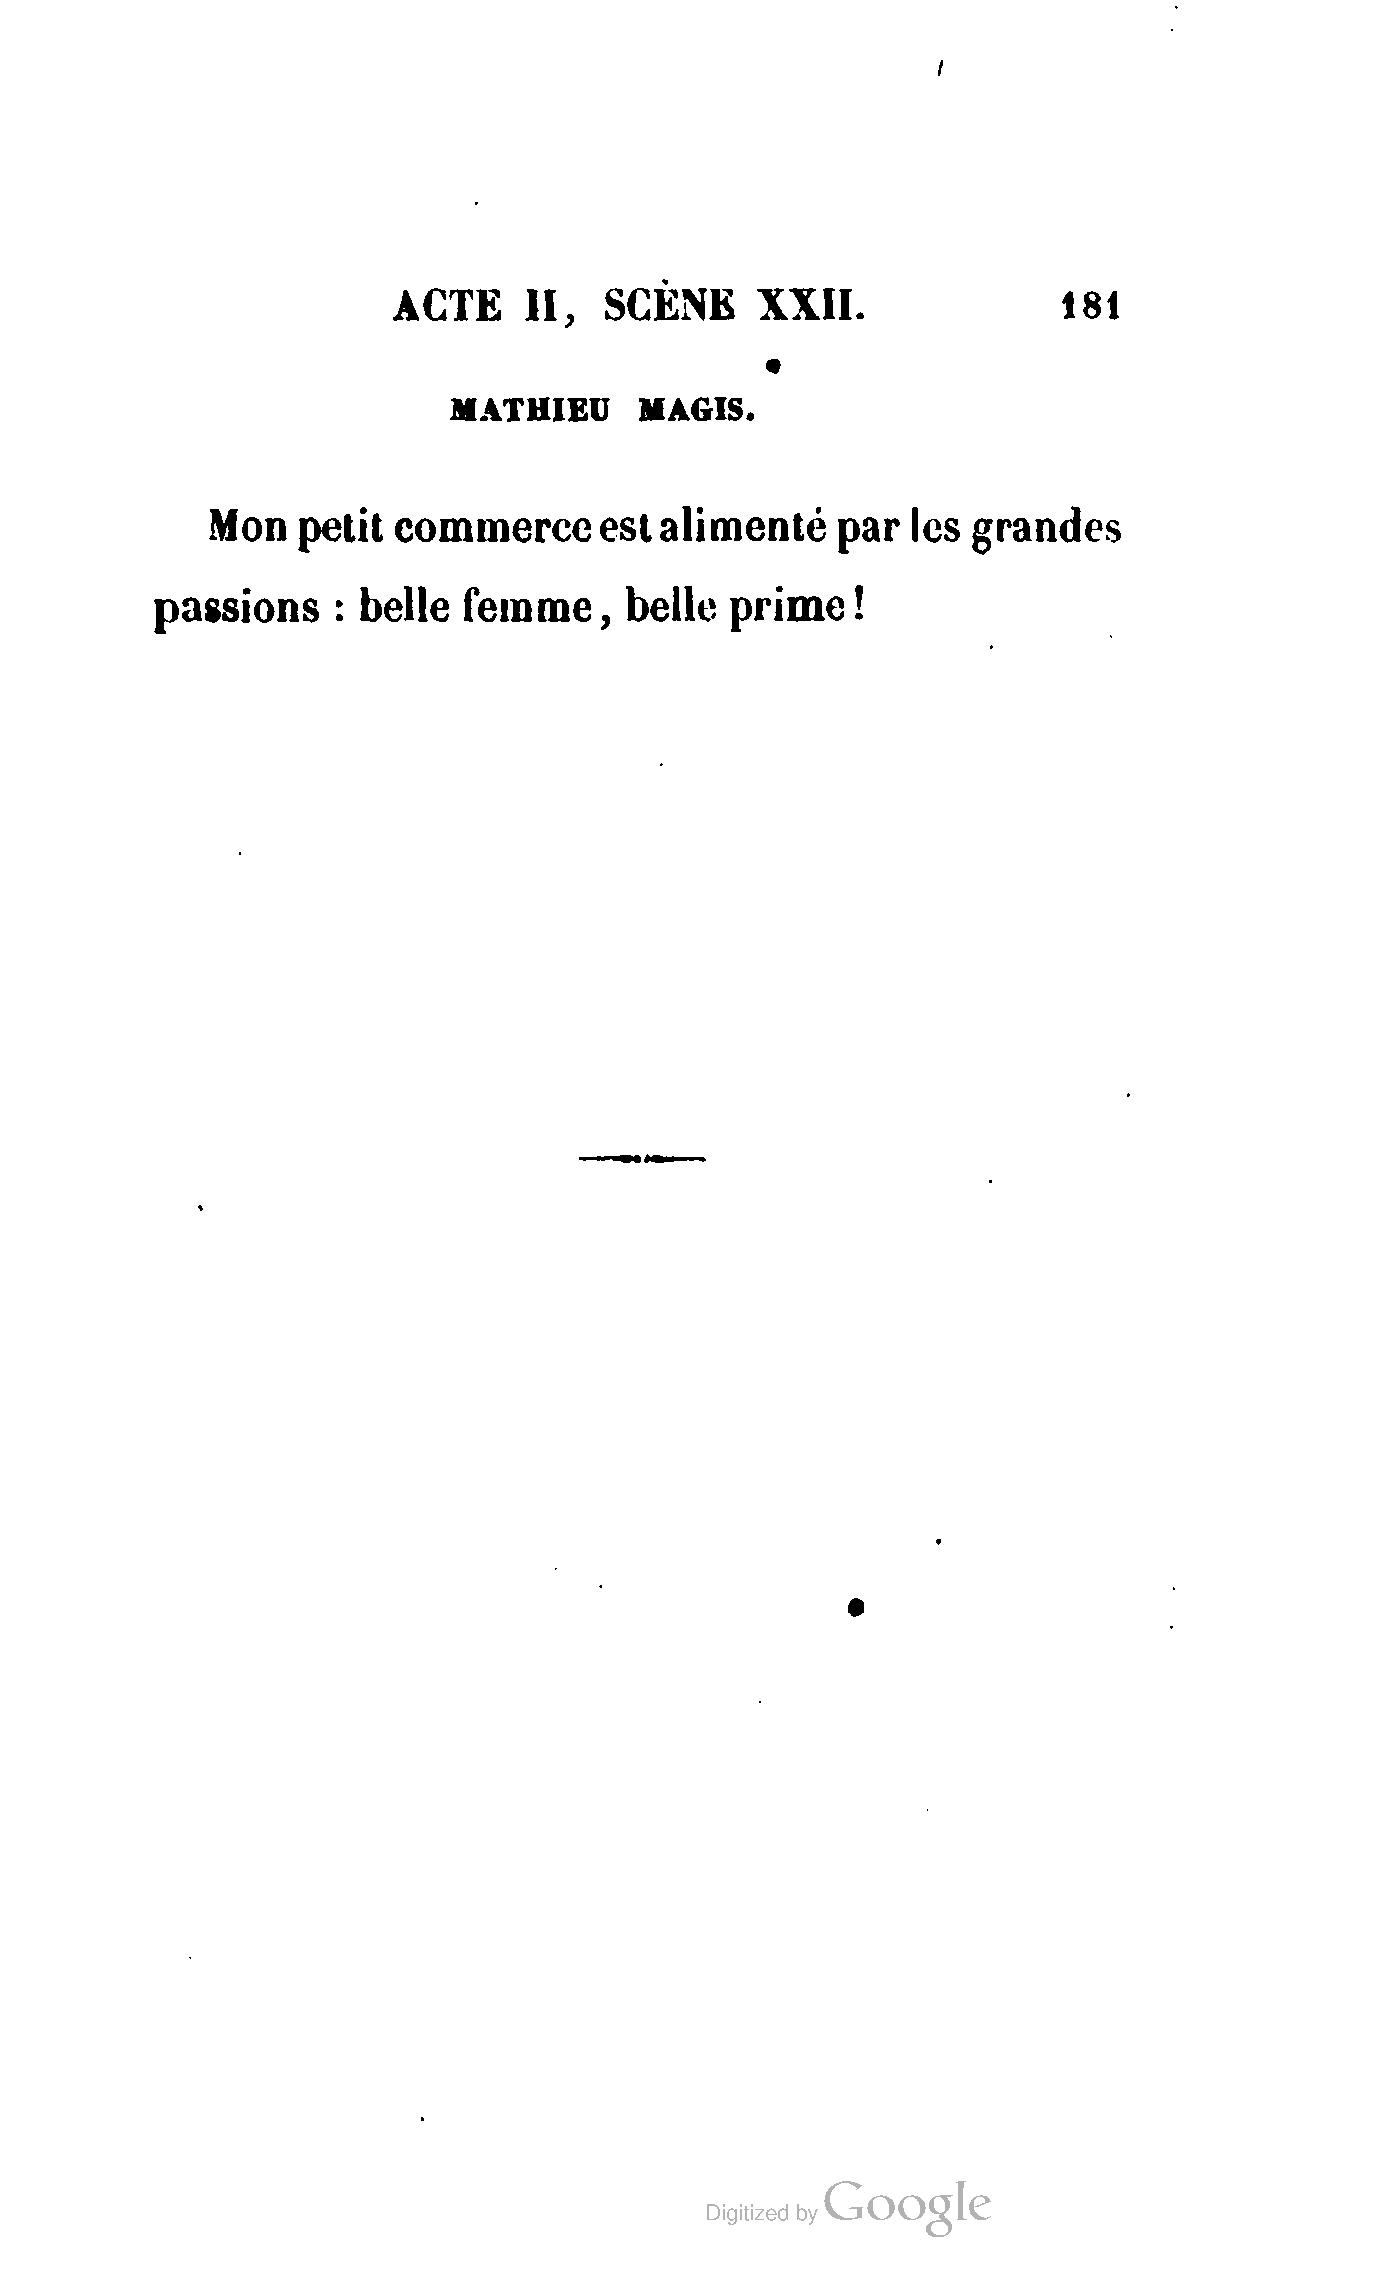 ACTE II, SCÈNE XXII. 181
MATHIEU MAGIS.
Mon petit commerce est alimenté par les grandes
passions : belle femme, belle prime !
Digitized by Google